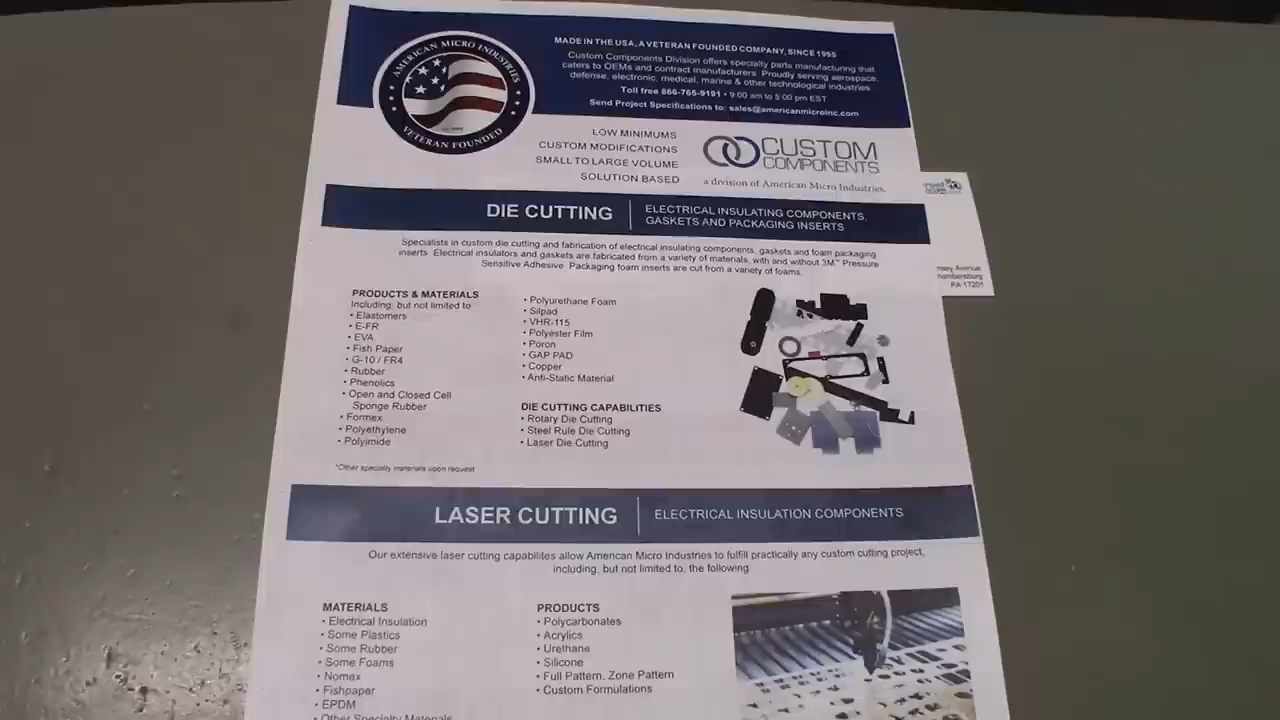 AMERICAN MICRO INDUSTRIES
VETERAN FOUNDED
MADE IN THE USA, A VETERAN FOUNDED COMPANY, SINCE 1995
Custom Components Division offers specialty parts manufacturing that
caters to OEMs and contract manufacturers. Proudly serving aerospace,
defense, electronic, medical, marine & other technological industries.
Toll free 866-765-9191 • 9:00 am to 5:00 pm EST
Send Project Specifications to: sales@americanmicroinc.com
LOW MINIMUMS
CUSTOM MODIFICATIONS
SMALL TO LARGE VOLUME
SOLUTION BASED
CUSTOM
COMPONENTS
a division of American Micro Industries.
DIE CUTTING
ELECTRICAL INSULATING COMPONENTS,
GASKETS AND PACKAGING INSERTS
Specialists in custom die cutting and fabrication of electrical insulating components, gaskets and foam packaging
inserts. Electrical insulators and gaskets are fabricated from a variety of materials, with and without 3M™ Pressure
Sensitive Adhesive. Packaging foam inserts are cut from a variety of foams.
PRODUCTS & MATERIALS
Including, but not limited to
• Elastomers
• E-FR
• EVA
• Fish Paper
• G-10 / FR4
• Rubber
• Phenolics
• Open and Closed Cell
Sponge Rubber
• Formex
• Polyethylene
• Polyimide
• Polyurethane Foam
• Silpad
• VHR-115
• Polyester Film
• Poron
• GAP PAD
• Copper
• Anti-Static Material
DIE CUTTING CAPABILITIES
• Rotary Die Cutting
• Steel Rule Die Cutting
• Laser Die Cutting
*Other specialty materials upon request
Avenue
PA 17201
LASER CUTTING
ELECTRICAL INSULATION COMPONENTS
Our extensive laser cutting capabilites allow American Micro Industries to fulfill practically any custom cutting project,
including, but not limited to, the following
MATERIALS
• Electrical Insulation
• Some Plastics
• Some Rubber
• Some Foams
• Nomex
• Fishpaper
• EPDM
• Other Specialty Materials
PRODUCTS
• Polycarbonates
• Acrylics
• Urethane
• Silicone
• Full Pattern, Zone Pattern
• Custom Formulations